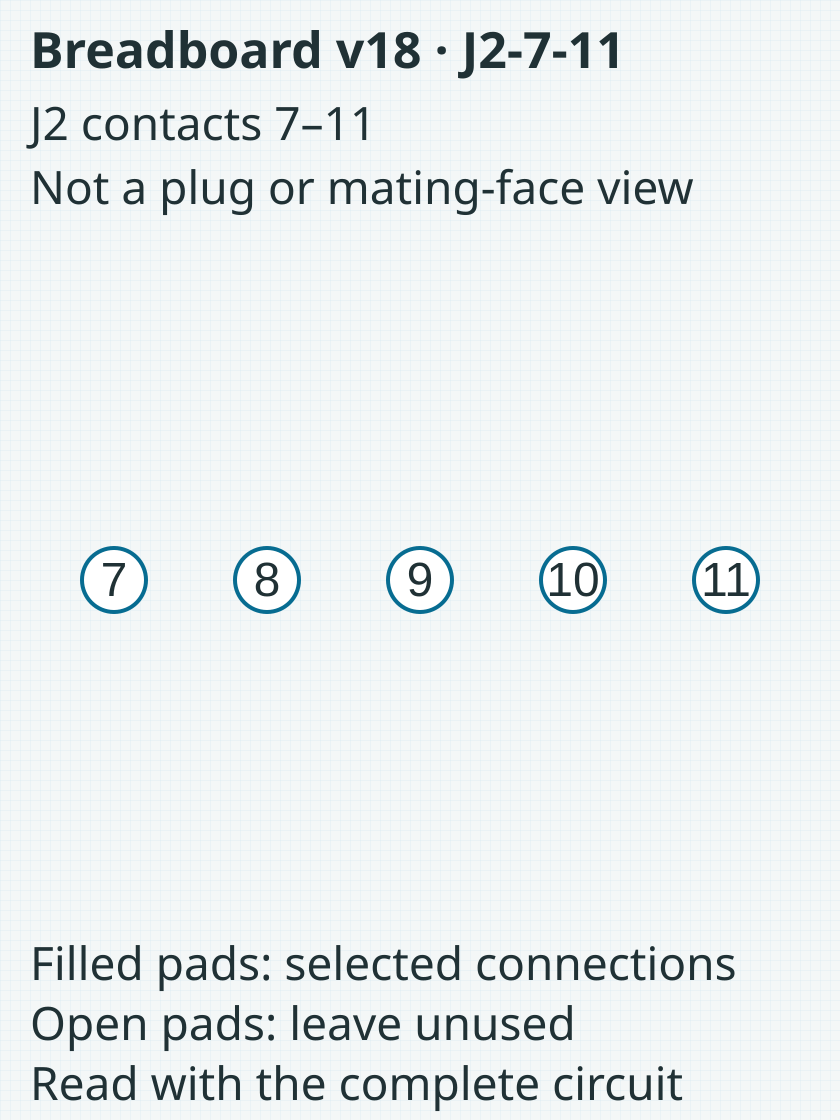 Breadboard v18 · J2-7-11
J2 contacts 7–11
Not a plug or mating-face view
7 8 9 10 11
Filled pads: selected connections
Open pads: leave unused
Read with the complete circuit